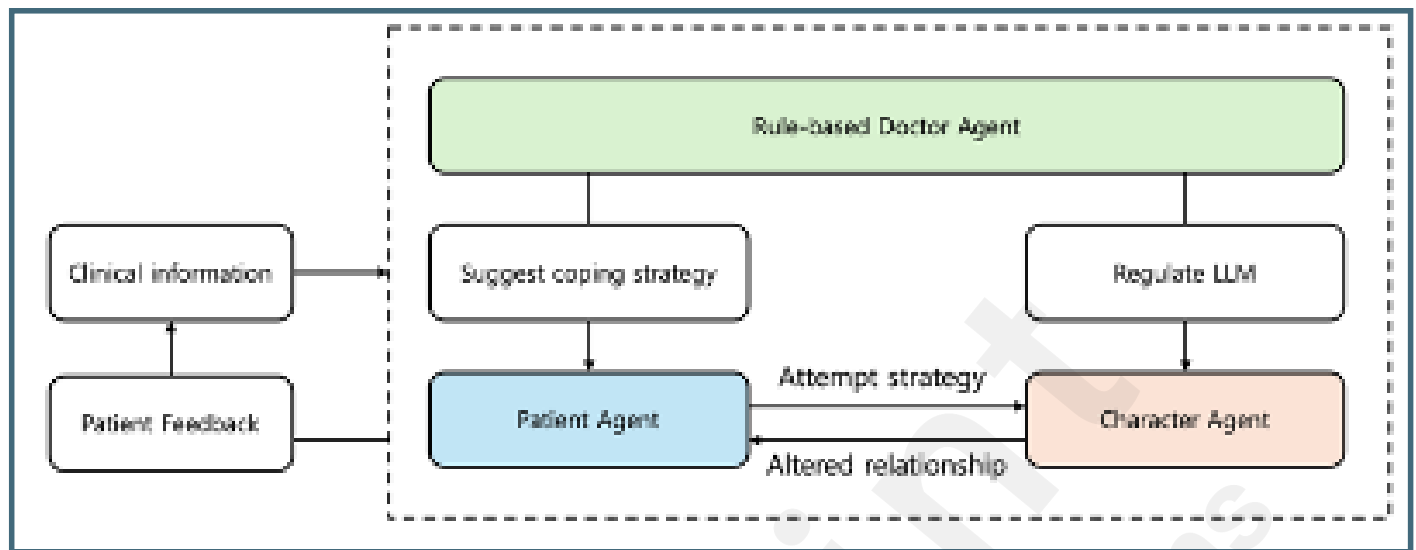 Rule-based Doctor Agent
Clinical information
Suggest coping strategy
Regulate LLM
Patient Feedback
Patient Agent
Attempt strategy
Altered relationship
Character Agent